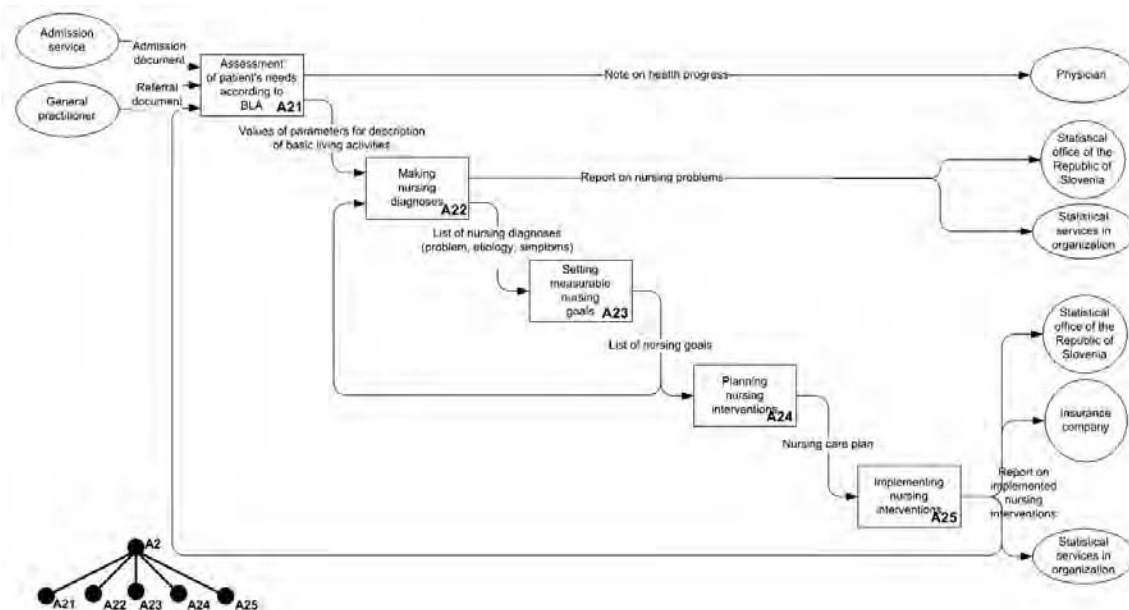 Admission
service
Admission
document
General
practitioner
Referral
document
Assessment
of patient's needs
according to
BLA
A21
Note on health progress
Physician
Values of parameters for description
of basic living activities
Making
nursing
diagnoses
A22
Report on nursing problems
Statistical
office of the
Republic of
Slovenia
Statistical
services in
organization
List of nursing diagnoses
(problem, etiology, simptoms)
Setting
measurable
nursing
goals
A23
List of nursing goals
Planning
nursing
interventions
A24
Nursing care plan
Implementing
nursing
interventions
A25
Report on
implemented
nursing
interventions
Statistical
office of the
Republic of
Slovenia
Insurance
company
Statistical
services in
organization
A2
A21
A22
A23
A24
A25